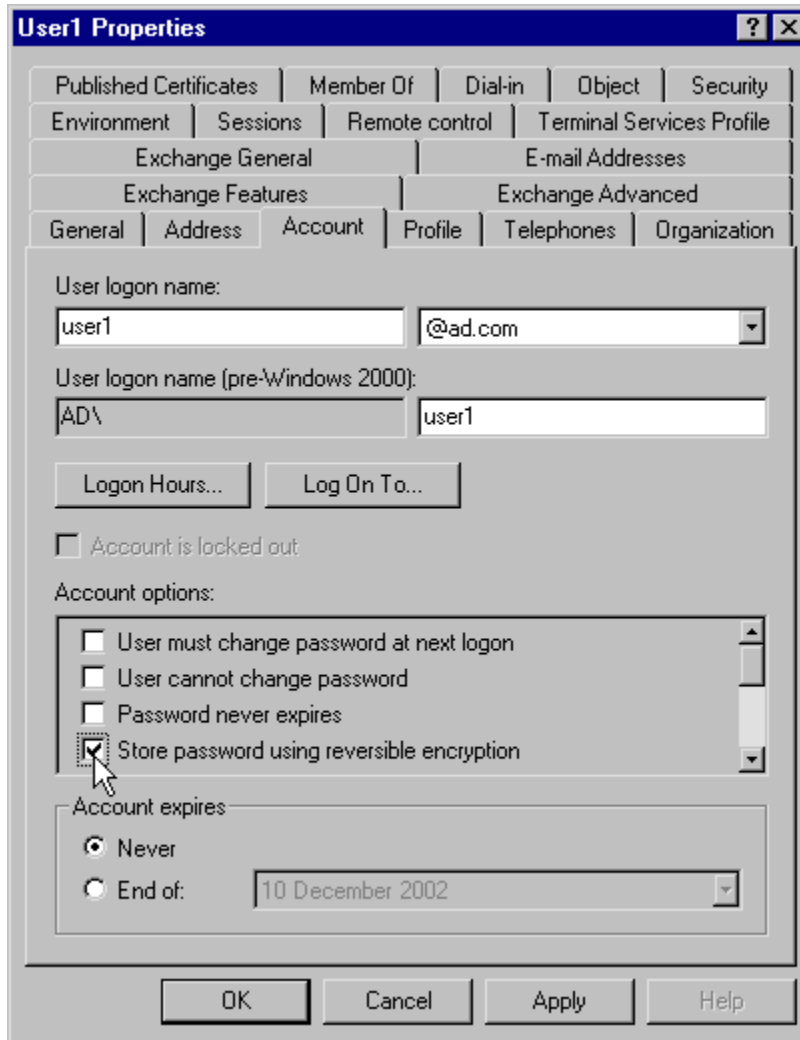 User1 Properties
Published Certificates Member Of Dial-in Object Security
Environment Sessions Remote control Terminal Services Profile
Exchange General E-mail Addresses
Exchange Features Exchange Advanced
General Address Account Profile Telephones Organization
User logon name:
user1 @ad.com
User logon name (pre-Windows 2000):
AD\ user1
Logon Hours... Log On To...
Account is locked out
Account options:
User must change password at next logon
User cannot change password
Password never expires
Store password using reversible encryption
Account expires
Never
End of: 10 December 2002
OK Cancel Apply Help